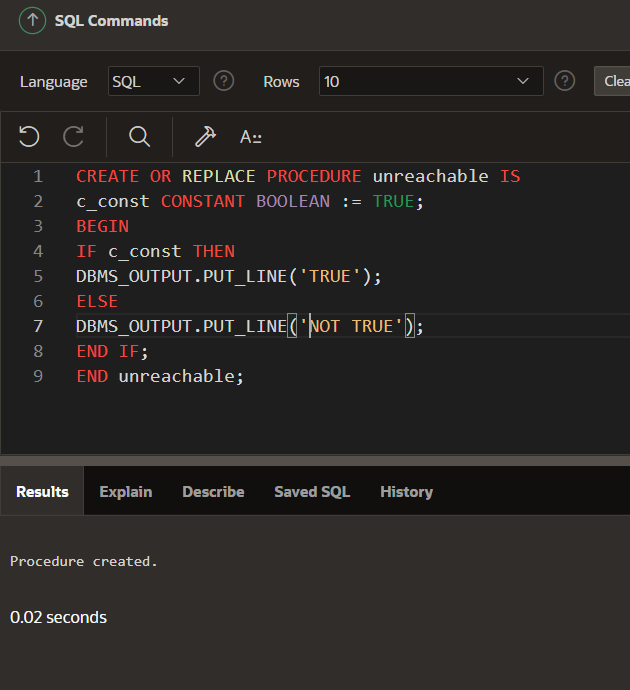 SQL Commands
Language SQL ? Rows 10 ? Clea
A::
1 CREATE OR REPLACE PROCEDURE unreachable IS
2 c_const CONSTANT BOOLEAN := TRUE;
3 BEGIN
4 IF c_const THEN
5 DBMS_OUTPUT.PUT_LINE('TRUE');
6 ELSE
7 DBMS_OUTPUT.PUT_LINE('NOT TRUE');
8 END IF;
9 END unreachable;
Results Explain Describe Saved SQL History
Procedure created.
0.02 seconds